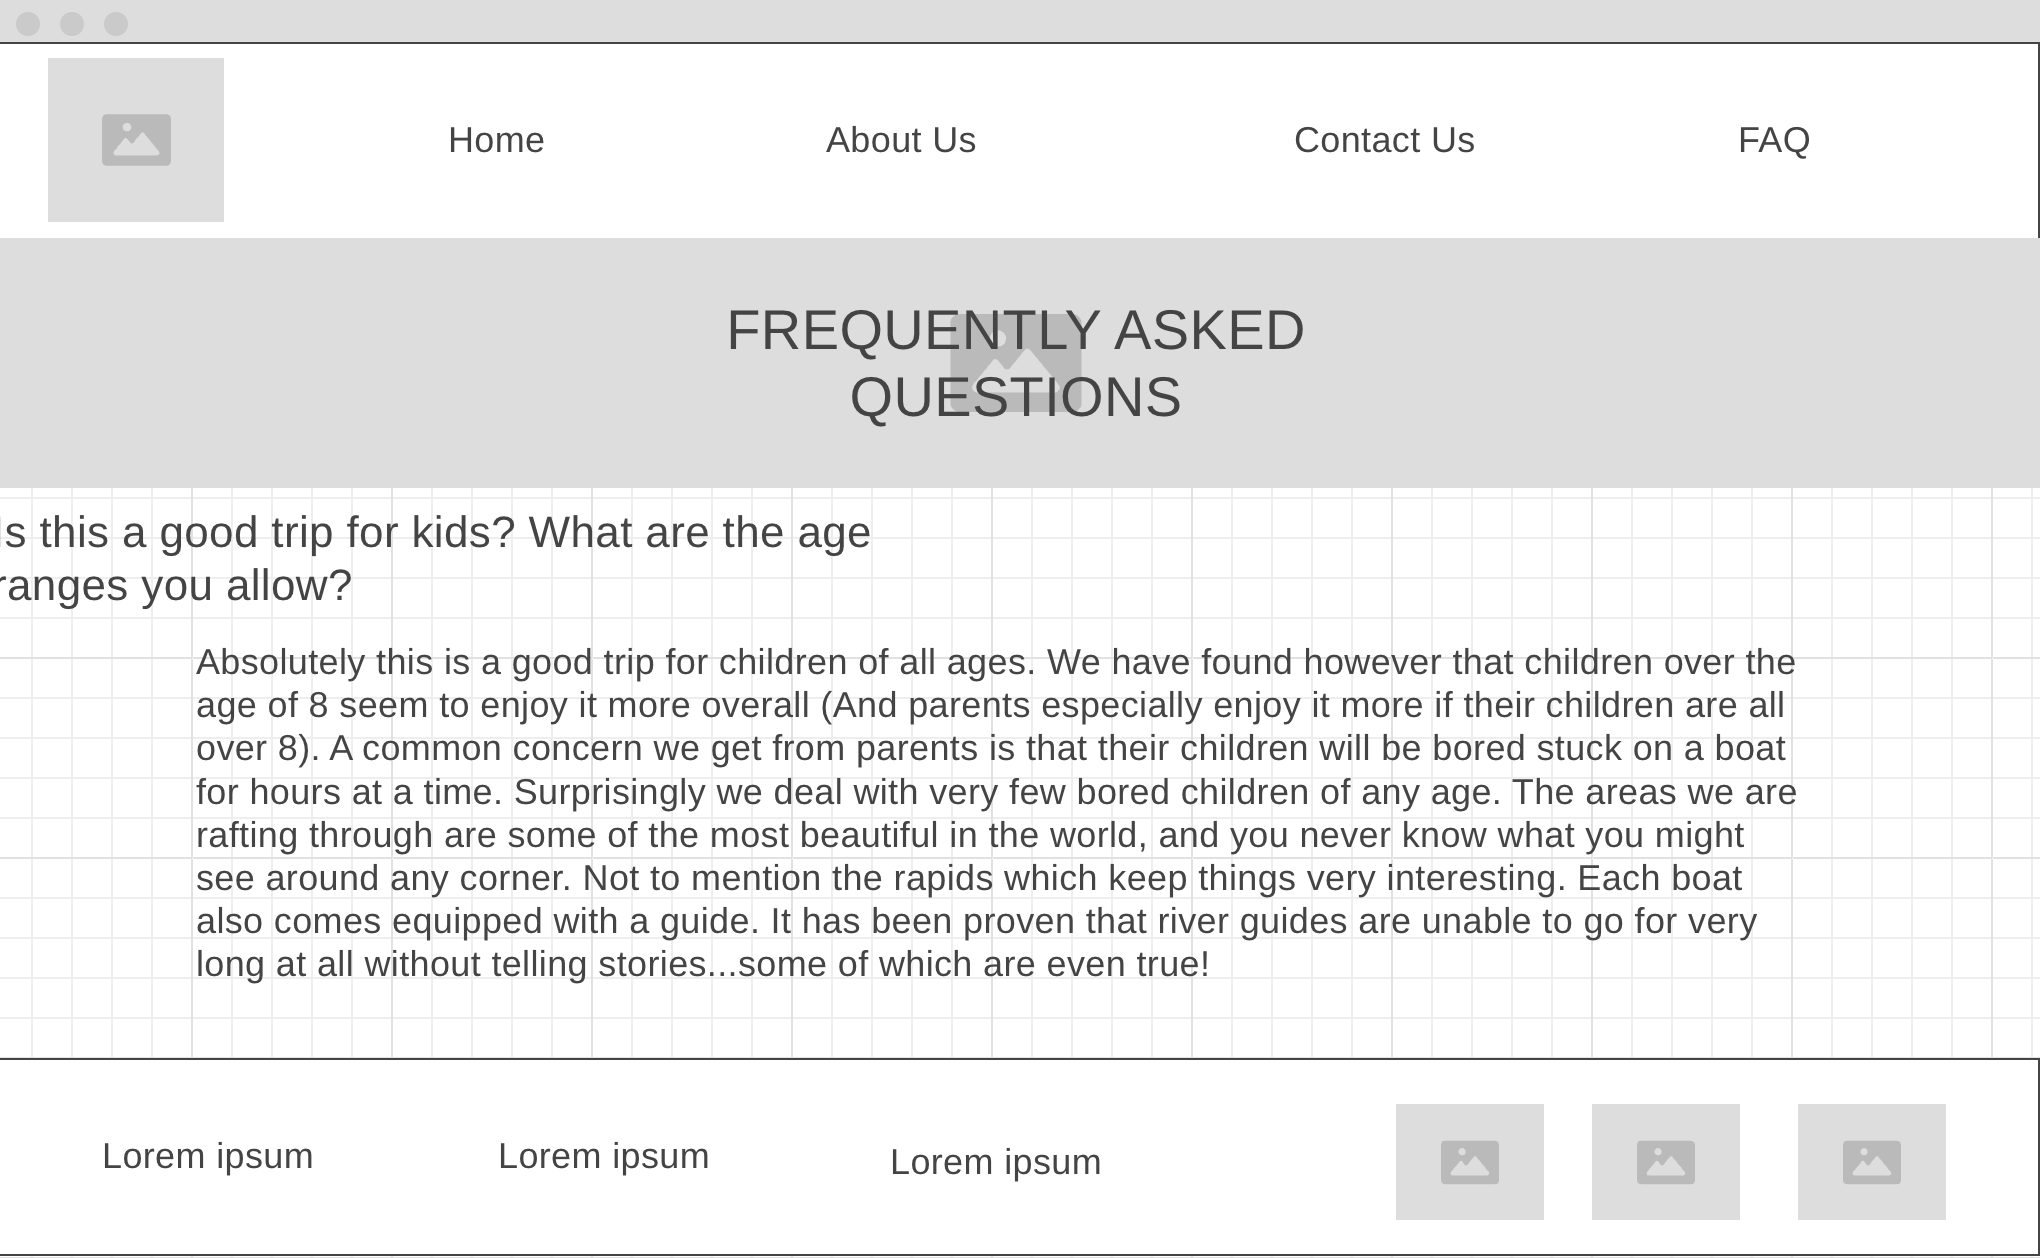 Home About Us Contact Us FAQ
FREQUENTLY ASKED
QUESTIONS
Is this a good trip for kids? What are the age
ranges you allow?
Absolutely this is a good trip for children of all ages. We have found however that children over the
age of 8 seem to enjoy it more overall (And parents especially enjoy it more if their children are all
over 8). A common concern we get from parents is that their children will be bored stuck on a boat
for hours at a time. Surprisingly we deal with very few bored children of any age. The areas we are
rafting through are some of the most beautiful in the world, and you never know what you might
see around any corner. Not to mention the rapids which keep things very interesting. Each boat
also comes equipped with a guide. It has been proven that river guides are unable to go for very
long at all without telling stories...some of which are even true!
Lorem ipsum Lorem ipsum Lorem ipsum